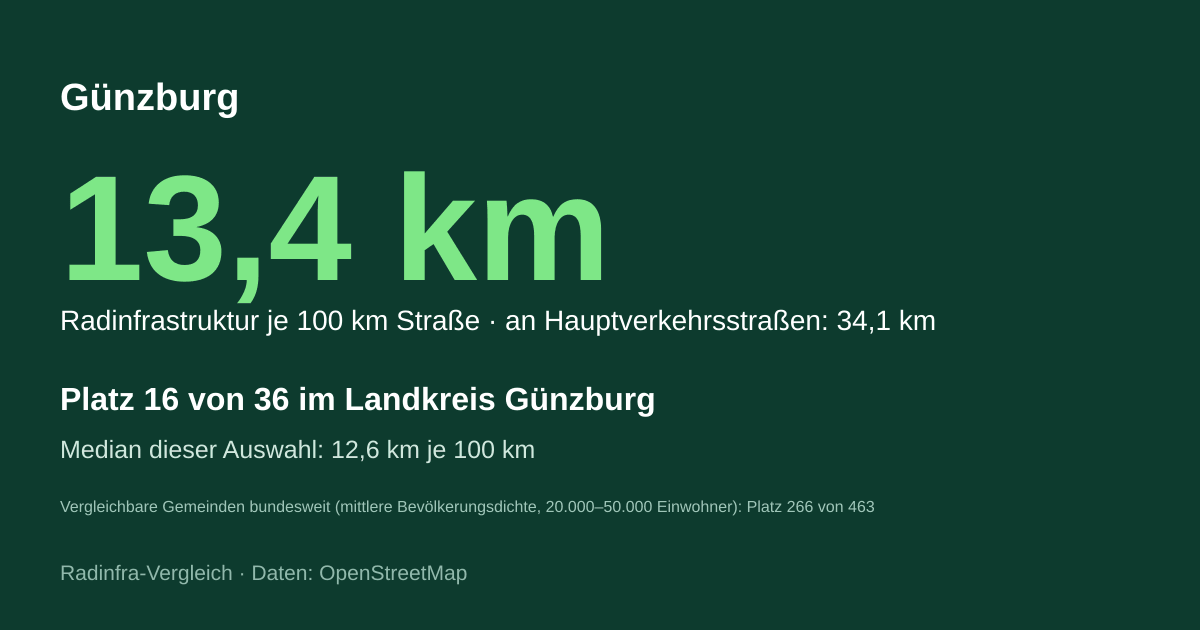 Günzburg
13,4 km
Radinfrastruktur je 100 km Straße · an Hauptverkehrsstraßen: 34,1 km
Platz 16 von 36 im Landkreis Günzburg
Median dieser Auswahl: 12,6 km je 100 km
Vergleichbare Gemeinden bundesweit (mittlere Bevölkerungsdichte, 20.000–50.000 Einwohner): Platz 266 von 463
Radinfra-Vergleich · Daten: OpenStreetMap